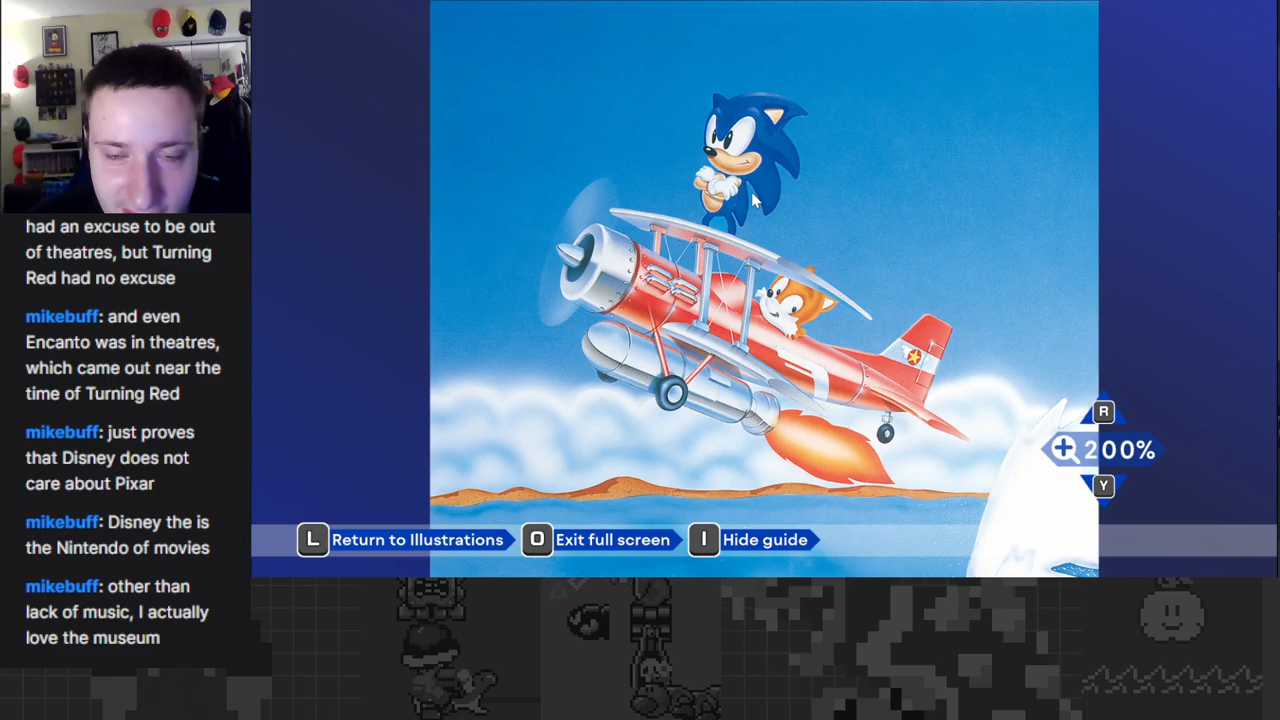 had an excuse to be out
of theatres, but Turning
Red had no excuse
mikebuff: and even
Encanto was in theatres,
which came out near the
time of Turning Red
mikebuff: just proves
that Disney does not
care about Pixar
mikebuff: Disney the is
the Nintendo of movies
mikebuff: other than
lack of music, I actually
love the museum
R
200%
Y
L Return to Illustrations O Exit full screen I Hide guide